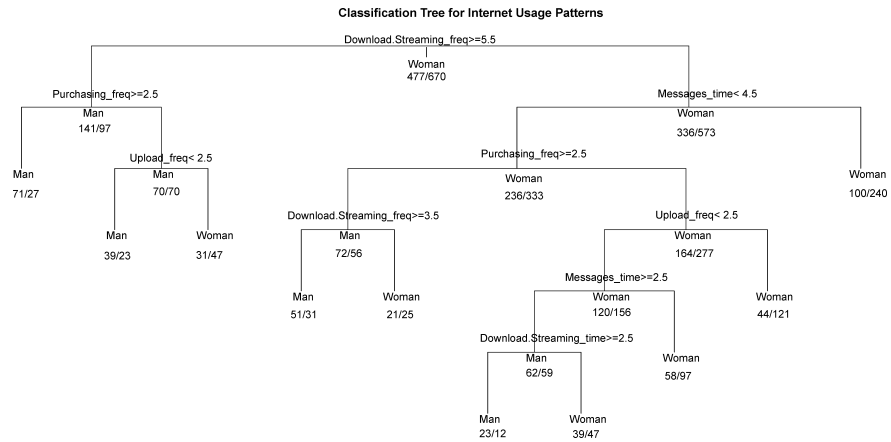 Classification Tree for Internet Usage Patterns
Download.Streaming_freq>=5.5
Woman
477/670
Purchasing_freq>=2.5
Messages_time< 4.5
Man
141/97
Woman
336/573
Upload_freq< 2.5
Purchasing_freq>=2.5
Man
71/27
Man
70/70
Woman
236/333
Woman
100/240
Download.Streaming_freq>=3.5
Upload_freq< 2.5
Man
39/23
Woman
31/47
Man
72/56
Woman
164/277
Messages_time>=2.5
Man
51/31
Woman
21/25
Woman
120/156
Woman
44/121
Download.Streaming_time>=2.5
Man
62/59
Woman
58/97
Man
23/12
Woman
39/47